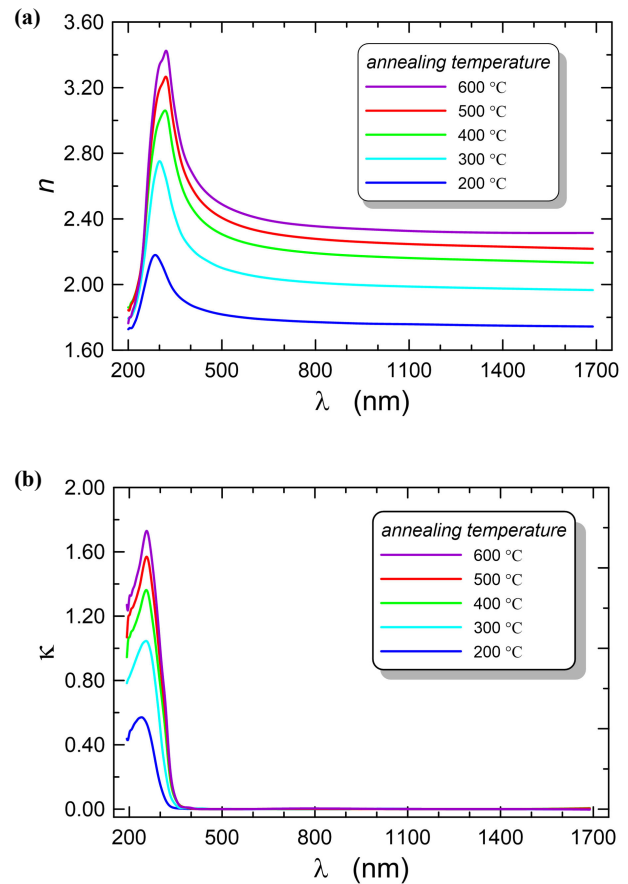 (a)
3.60
3.20
2.80
2.40
2.00
1.60
n
annealing temperature
600 °C
500 °C
400 °C
300 °C
200 °C
200 500 800 1100 1400 1700
λ (nm)
(b)
2.00
1.60
1.20
0.80
0.40
0.00
κ
annealing temperature
600 °C
500 °C
400 °C
300 °C
200 °C
200 500 800 1100 1400 1700
λ (nm)